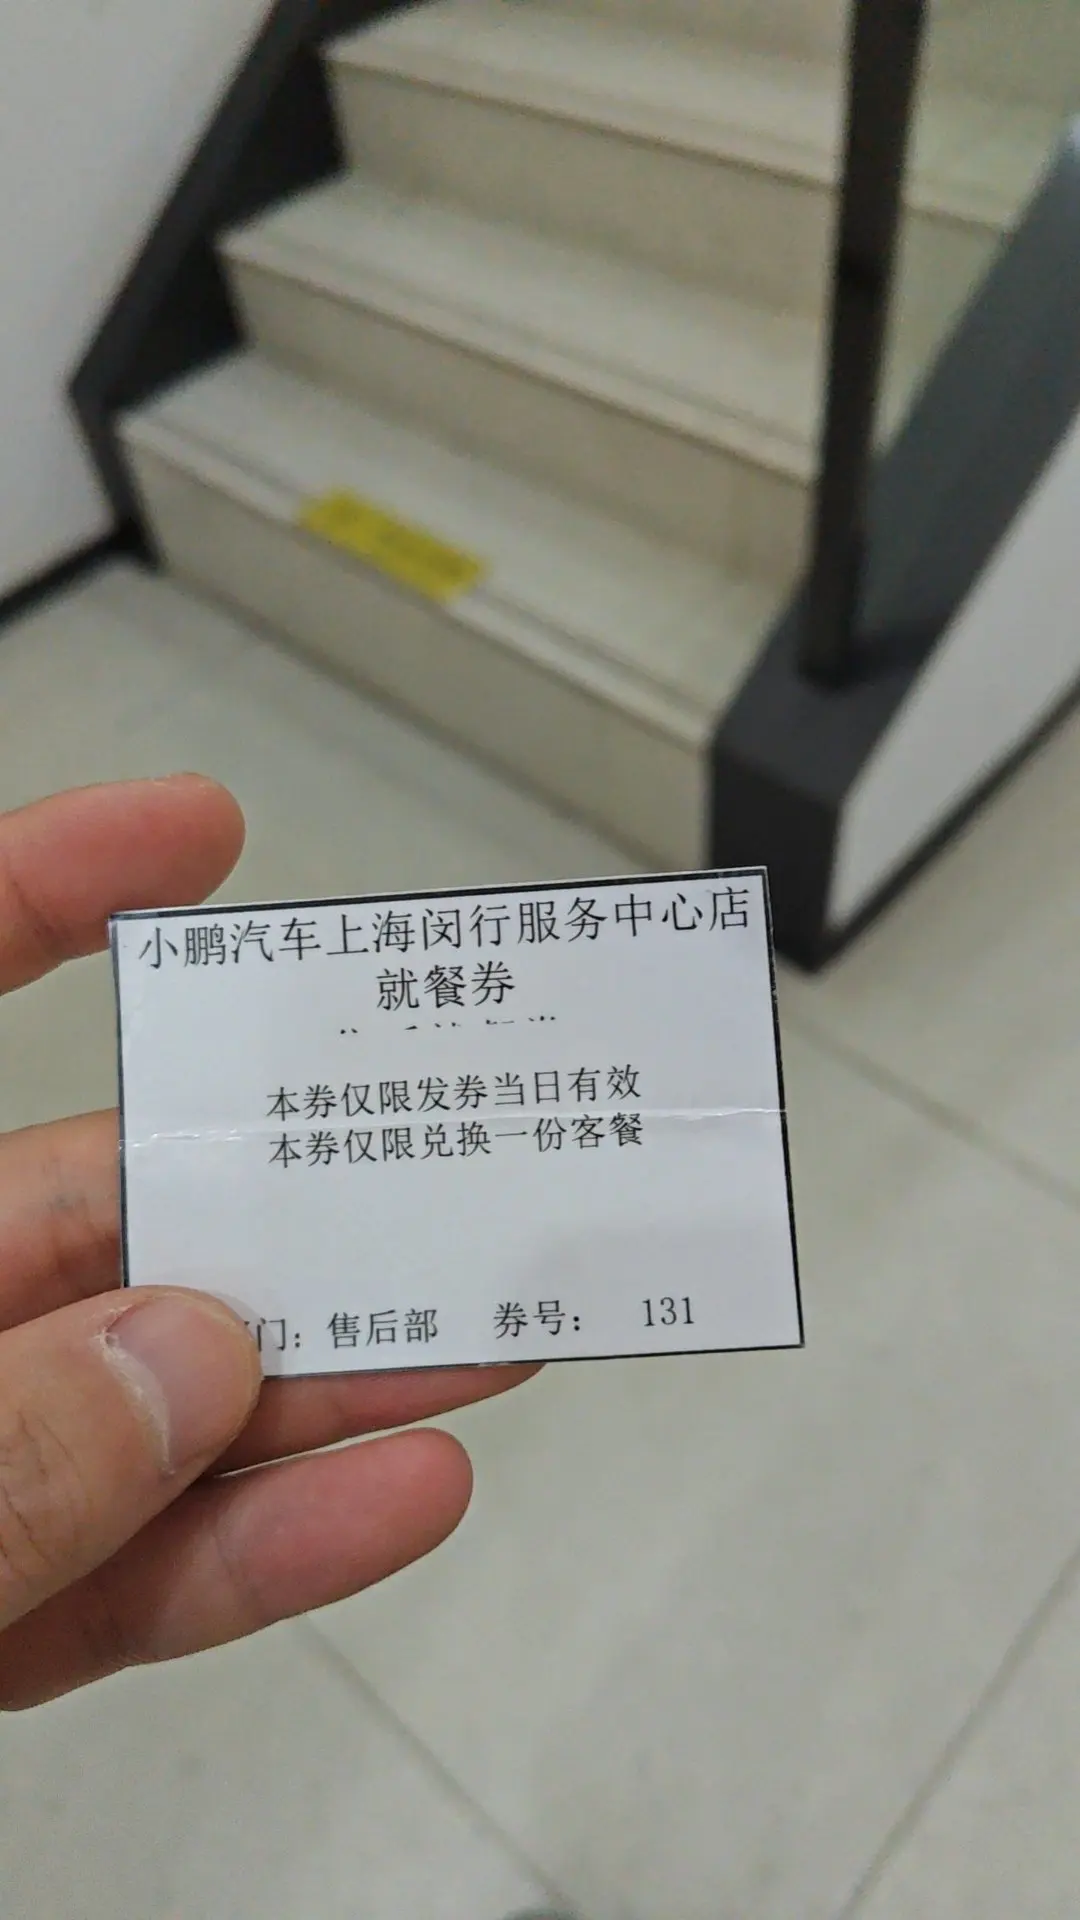 小鹏汽车上海闵行服务中心店
就餐券
本券仅限发券当日有效
本券仅限兑换一份客餐
门：售后部 券号： 131